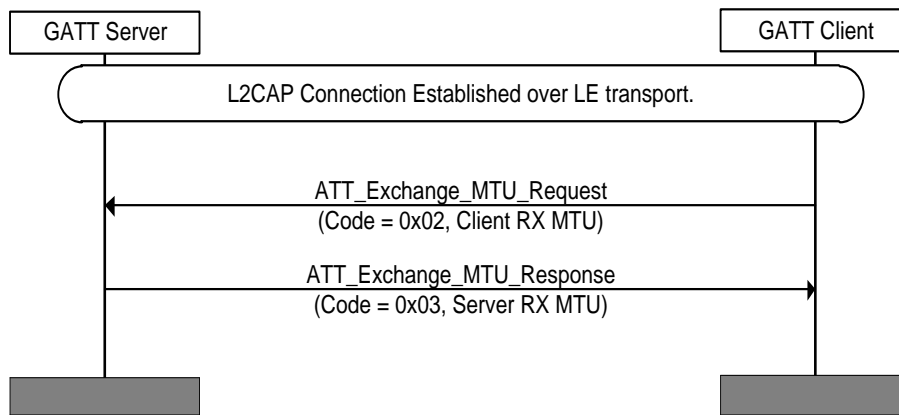 GATT Server
GATT Client
L2CAP Connection Established over LE transport.
ATT_Exchange_MTU_Request
(Code = 0x02, Client RX MTU)
ATT_Exchange_MTU_Response
(Code = 0x03, Server RX MTU)